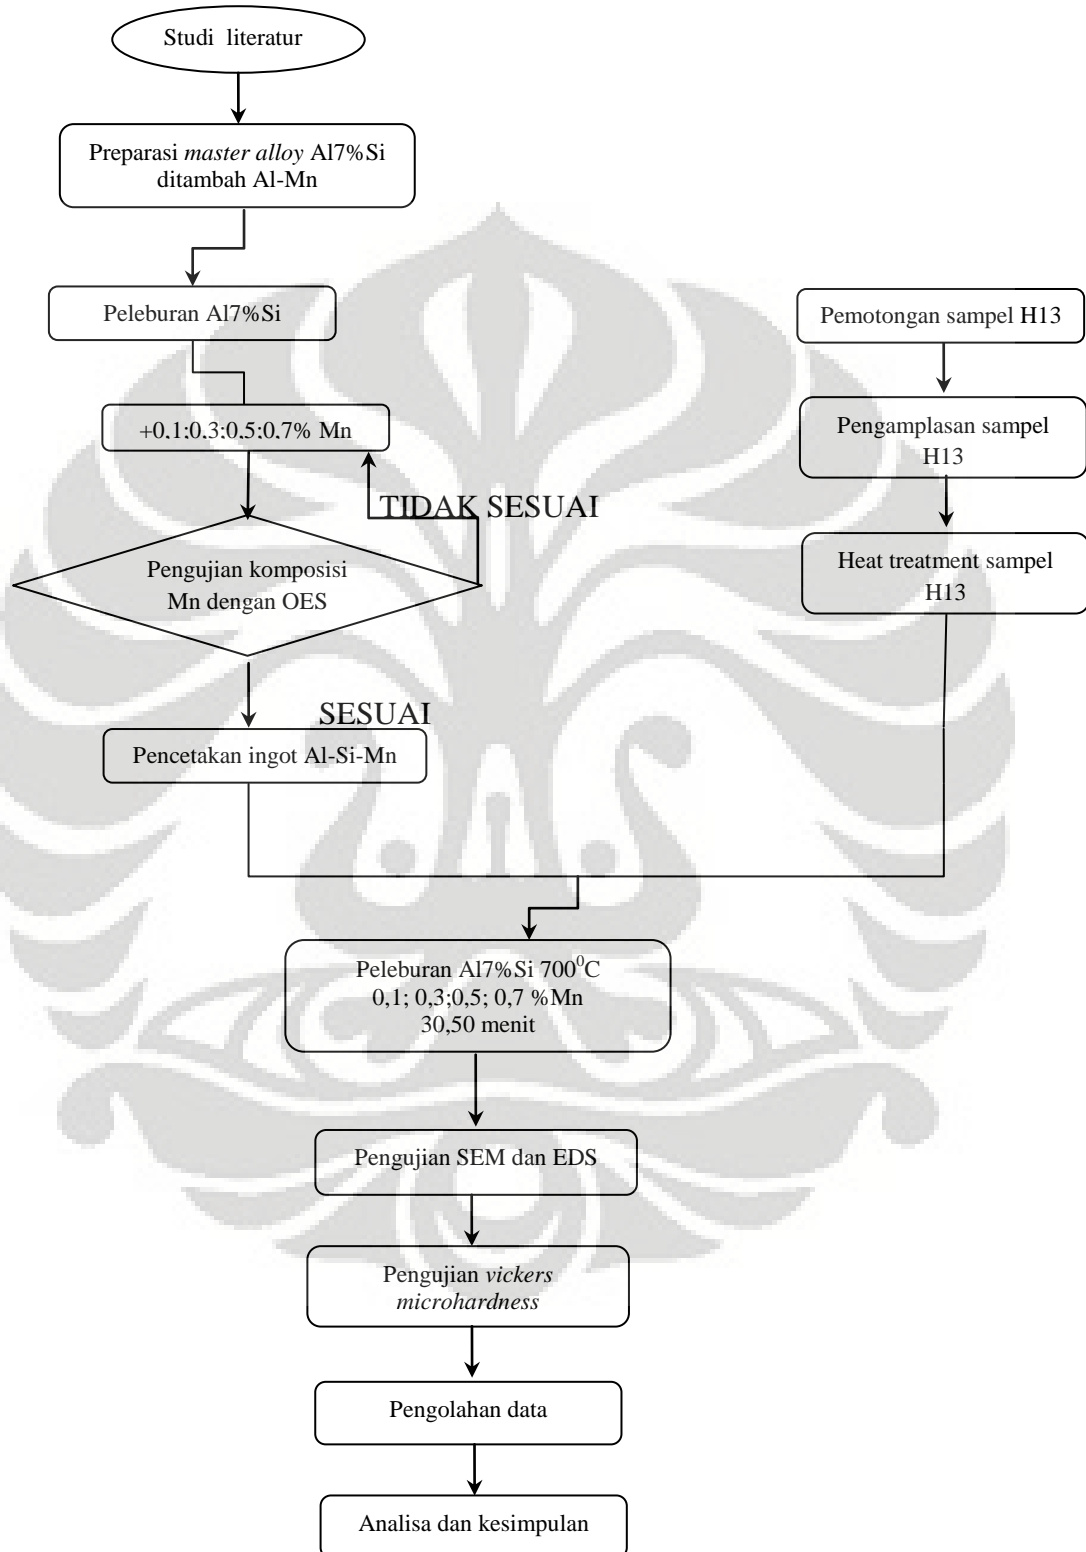 Studi literatur
Preparasi master alloy Al7%Si
ditambah Al-Mn
Peleburan Al7%Si
+0,1;0,3;0,5;0,7% Mn
TIDAK SESUAI
Pengujian komposisi
Mn dengan OES
SESUAI
Pencetakan ingot Al-Si-Mn
Pemotongan sampel H13
Pengamplasan sampel
H13
Heat treatment sampel
H13
Peleburan Al7%Si 700⁰C
0,1; 0,3;0,5; 0,7 %Mn
30,50 menit
Pengujian SEM dan EDS
Pengujian vickers
microhardness
Pengolahan data
Analisa dan kesimpulan